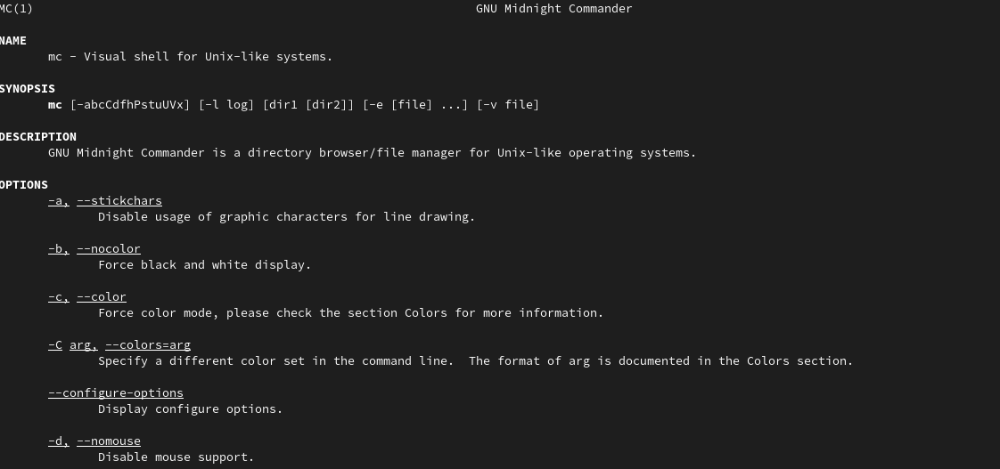 MC(1) GNU Midnight Commander
NAME
mc - Visual shell for Unix-like systems.
SYNOPSIS
mc [-abcCdfhPstuUVx] [-l log] [dir1 [dir2]] [-e [file] ...] [-v file]
DESCRIPTION
GNU Midnight Commander is a directory browser/file manager for Unix-like operating systems.
OPTIONS
-a, --stickchars
Disable usage of graphic characters for line drawing.
-b, --nocolor
Force black and white display.
-c, --color
Force color mode, please check the section Colors for more information.
-C arg, --colors=arg
Specify a different color set in the command line.  The format of arg is documented in the Colors section.
--configure-options
Display configure options.
-d, --nomouse
Disable mouse support.